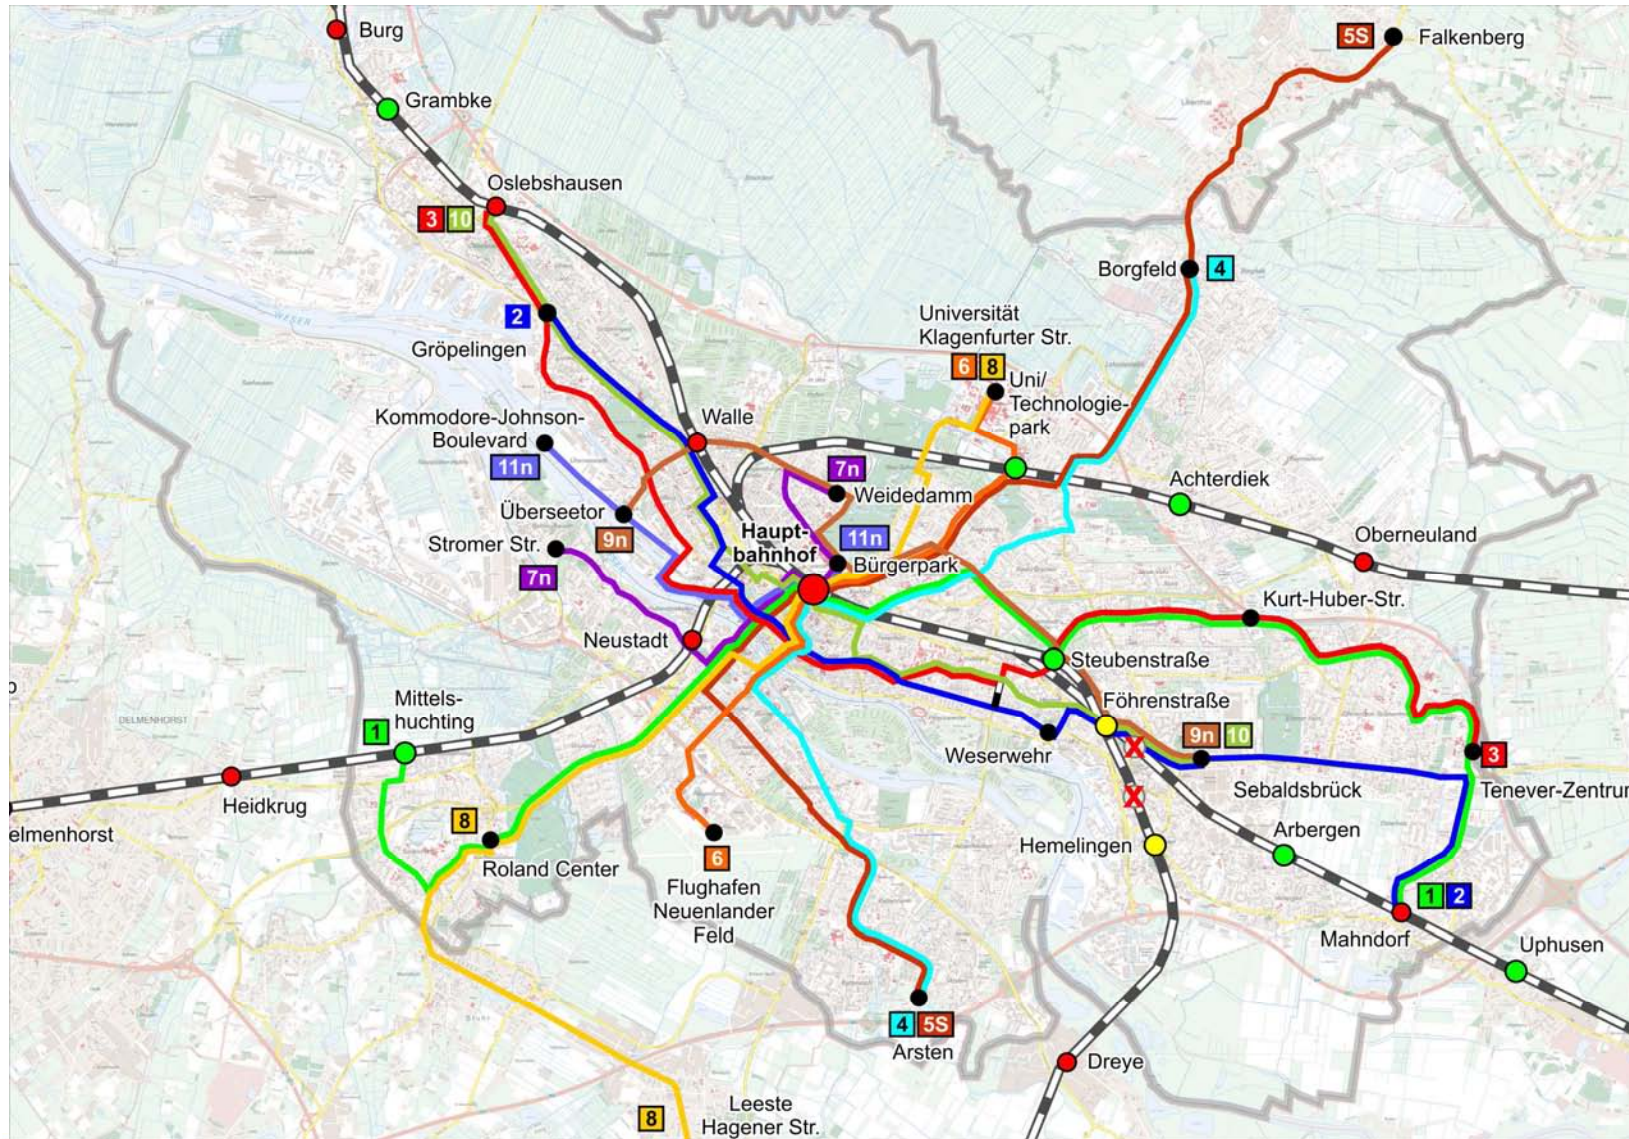 Burg
5S
Falkenberg
Grambke
Oslebshausen
3 10
WESER
Borgfeld
4
2
Gröpelingen
Universität
Klagenfurter Str.
6 8
Uni/
Technologie-
park
Kommodore-Johnson-
Boulevard
11n
Walle
7n
Weidedamm
Achterdiek
Überseetor
9n
Stromer Str.
7n
Haupt-
bahnhof
11n
Bürgerpark
Oberneuland
Kurt-Huber-Str.
Neustadt
Steubenstraße
Mittels-
huchting
1
DELMENHORST
Föhrenstraße
Weserwehr
9n 10
3
Heidkrug
Sebaldsbrück
Tenever-Zentrum
elmenhorst
8
Roland Center
6
Flughafen
Neuenlander
Feld
Hemelingen
Arbergen
1 2
Mahndorf
Uphusen
4 5S
Arsten
Dreye
8
Leeste
Hagener Str.